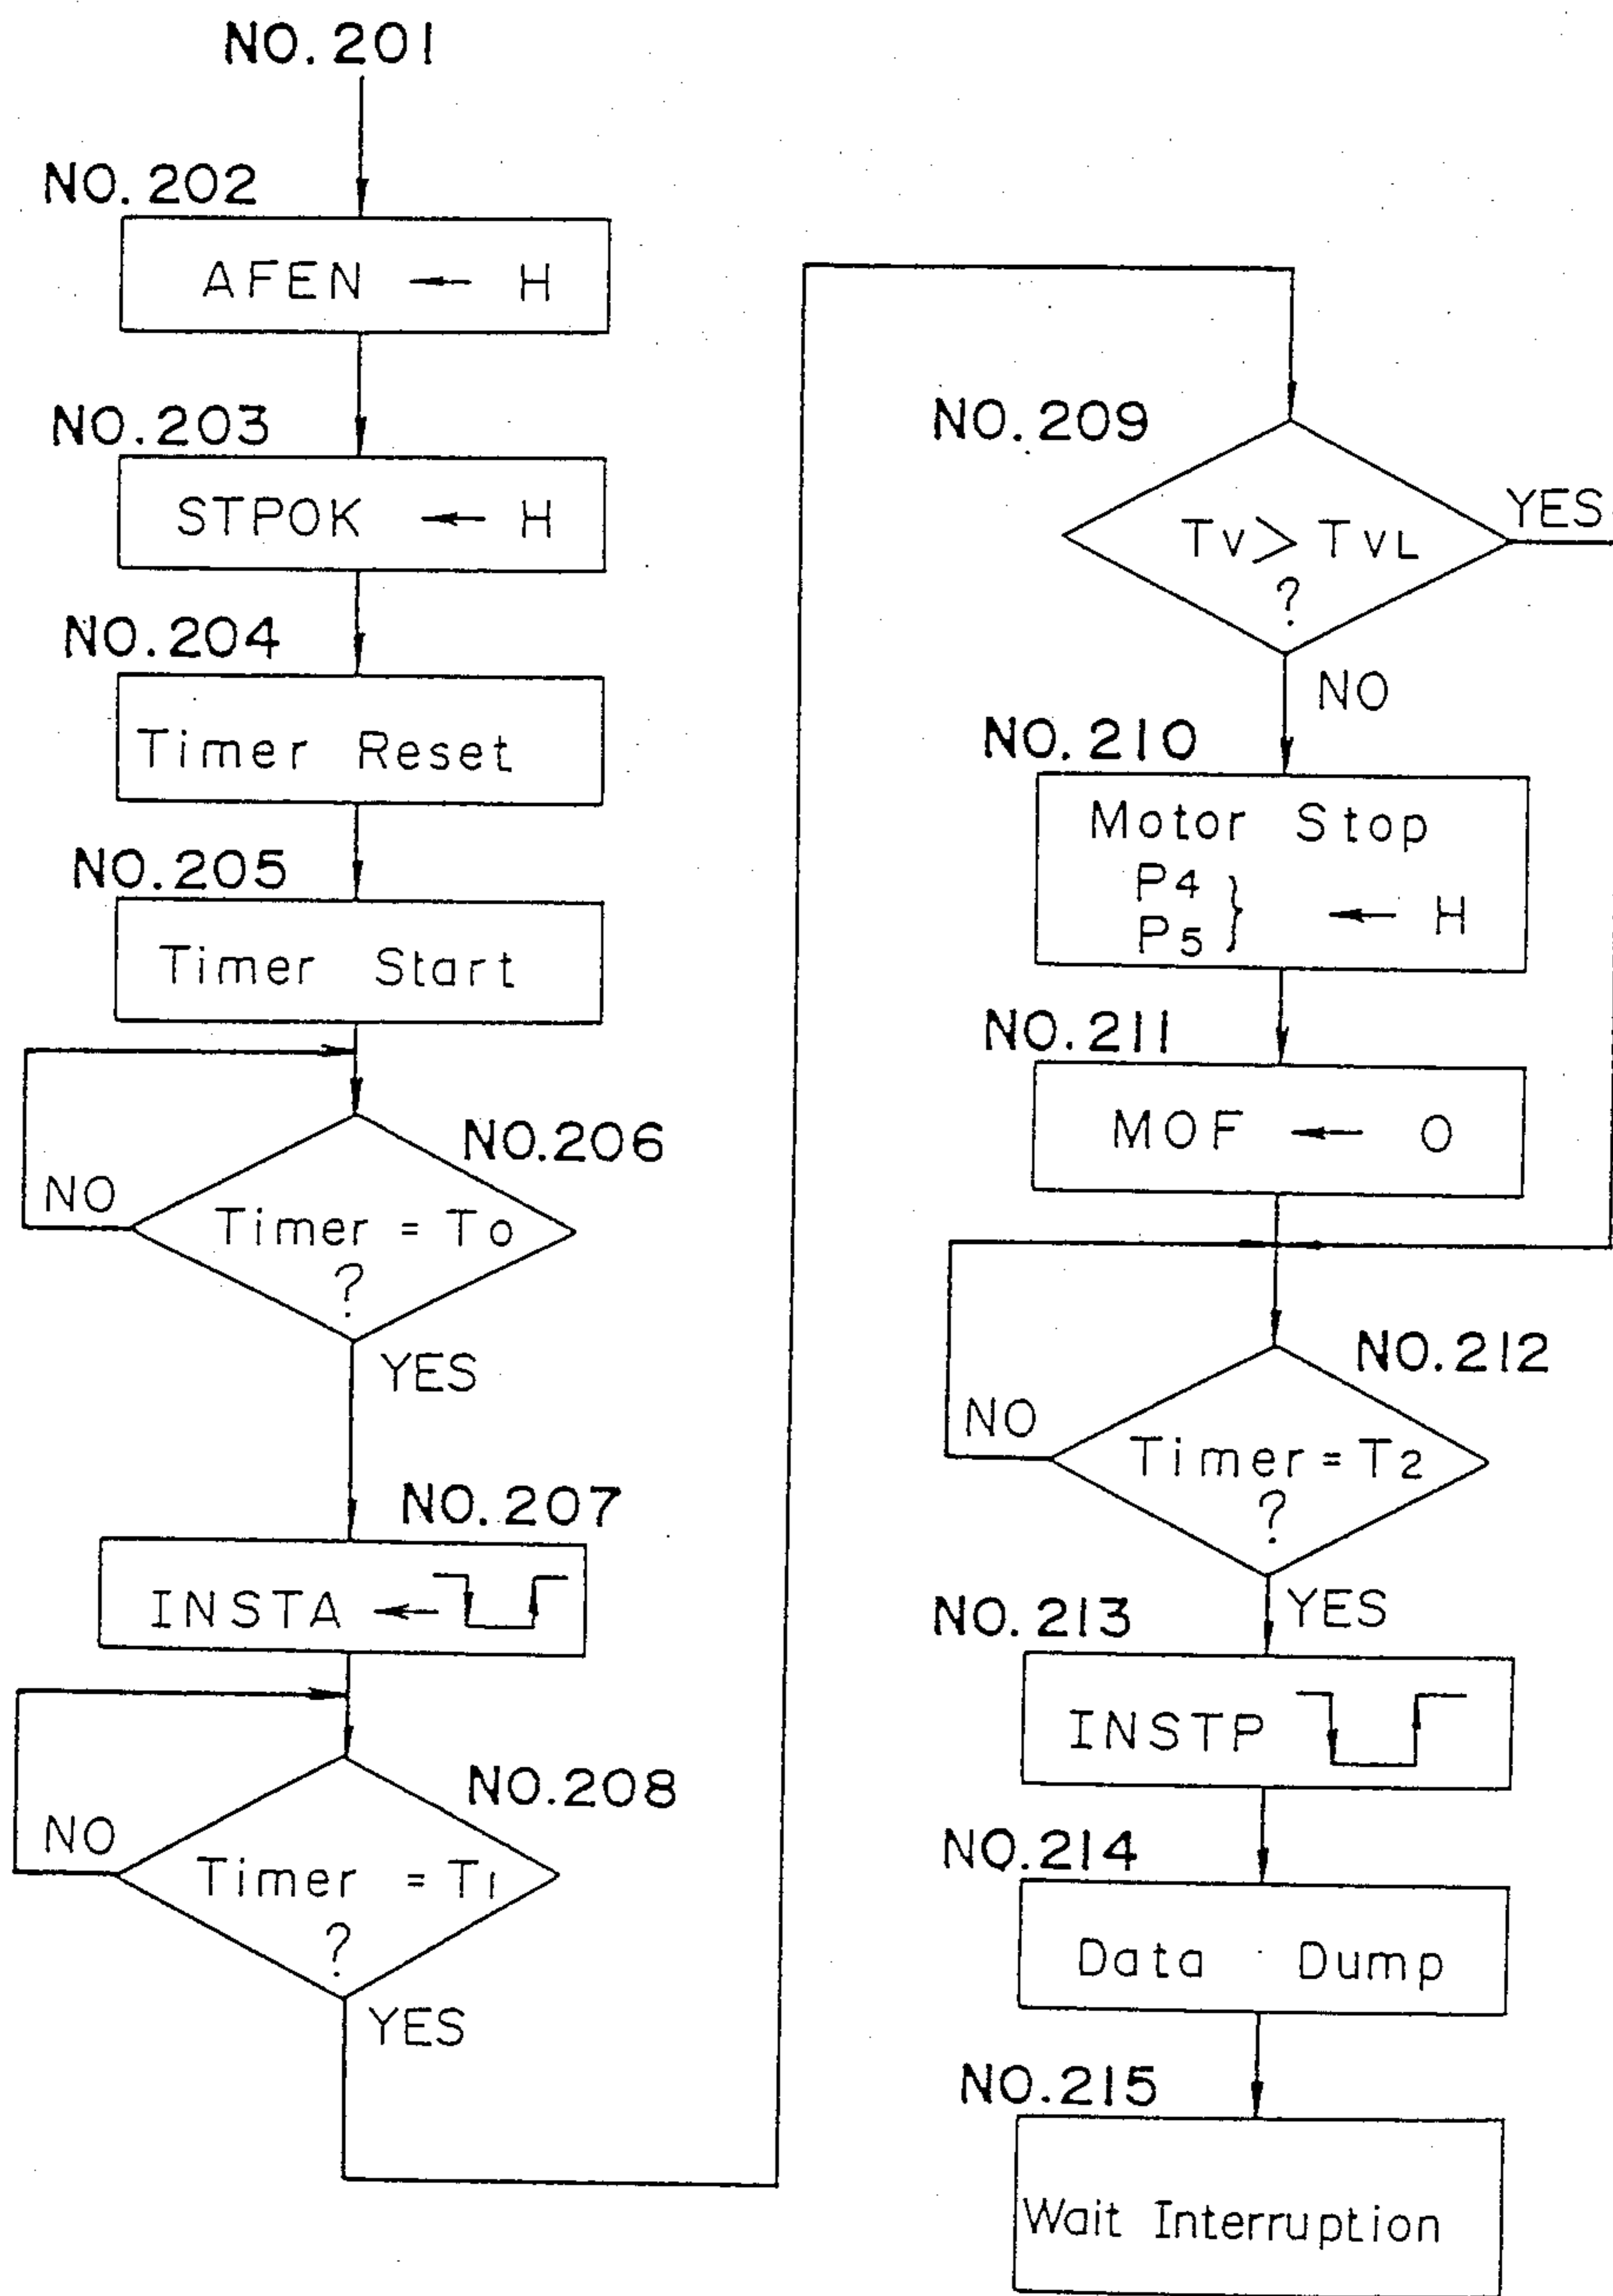 NO. 201
NO. 202
AFEN ← H
NO. 203
STPOK ← H
NO. 204
Timer Reset
NO. 205
Timer Start
NO. 206
NO
Timer = T0
?
YES
NO. 207
INSTA ←
NO. 208
NO
Timer = T1
?
YES
NO. 209
TV > TVL
?
YES
NO
NO. 210
Motor Stop
P4
P5 } ← H
NO. 211
MOF ← 0
NO. 212
NO
Timer = T2
?
YES
NO. 213
INSTP
NO. 214
Data Dump
NO. 215
Wait Interruption